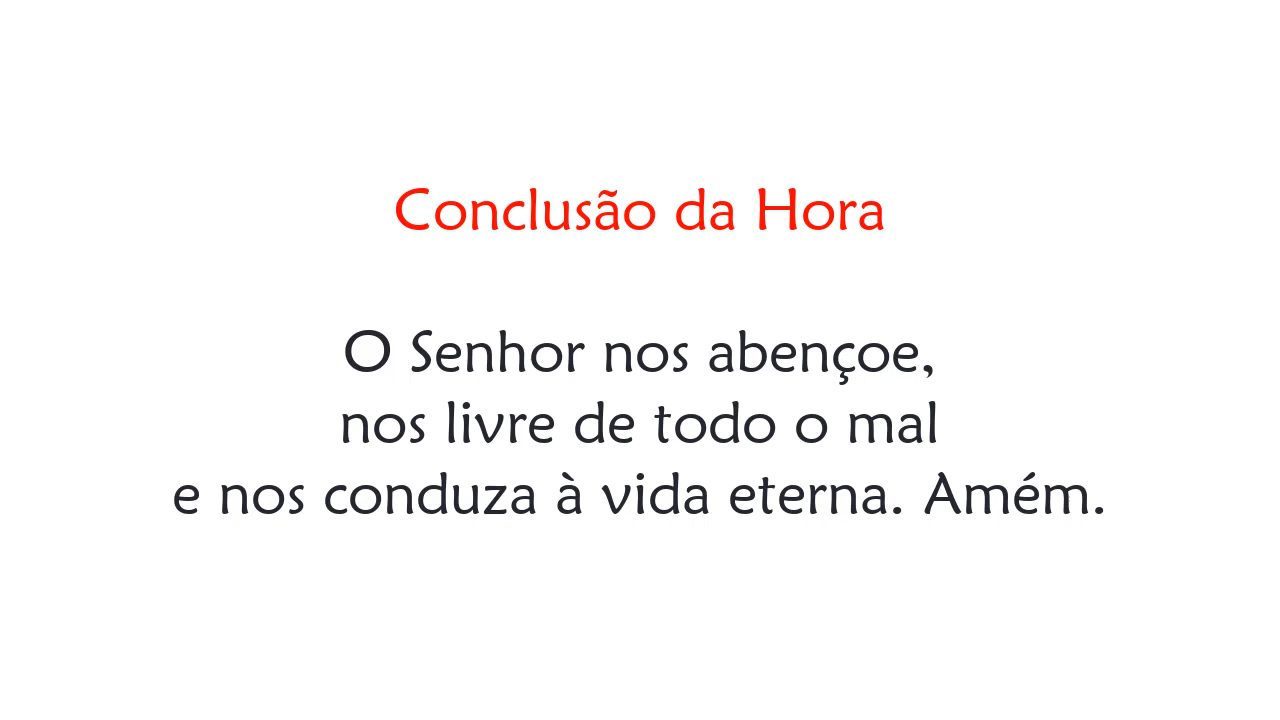 Conclusão da Hora
O Senhor nos abençoe,
nos livre de todo o mal
e nos conduza à vida eterna. Amém.